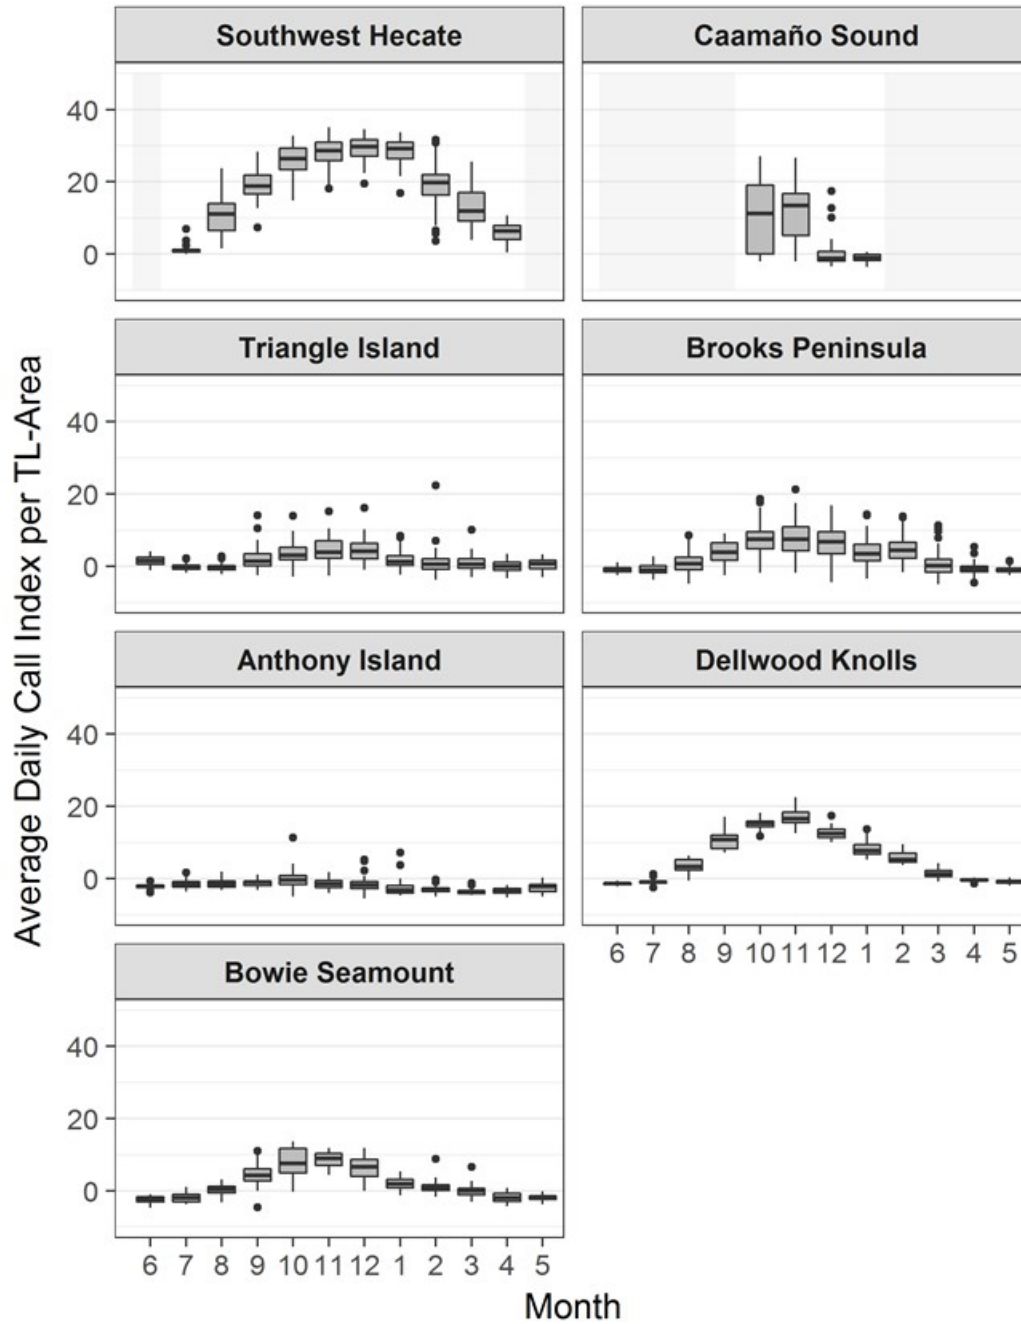 Southwest Hecate
Caamaño Sound
40
20
0
Triangle Island
Brooks Peninsula
40
20
0
Average Daily Call Index per TL-Area
Anthony Island
Dellwood Knolls
40
20
0
6 7 8 9 10 11 12 1 2 3 4 5
Bowie Seamount
40
20
0
6 7 8 9 10 11 12 1 2 3 4 5
Month